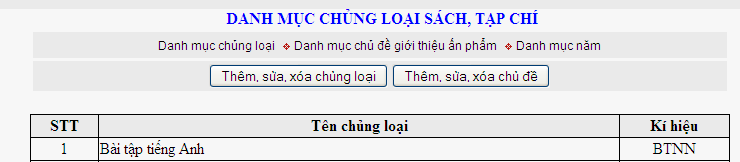 DANH MỤC CHỦNG LOẠI SÁCH, TẠP CHÍ
Danh mục chủng loại Danh mục chủ đề giới thiệu ấn phẩm Danh mục năm
Thêm, sửa, xóa chủng loại Thêm, sửa, xóa chủ đề
STT Tên chủng loại Kí hiệu
1 Bài tập tiếng Anh BTNN